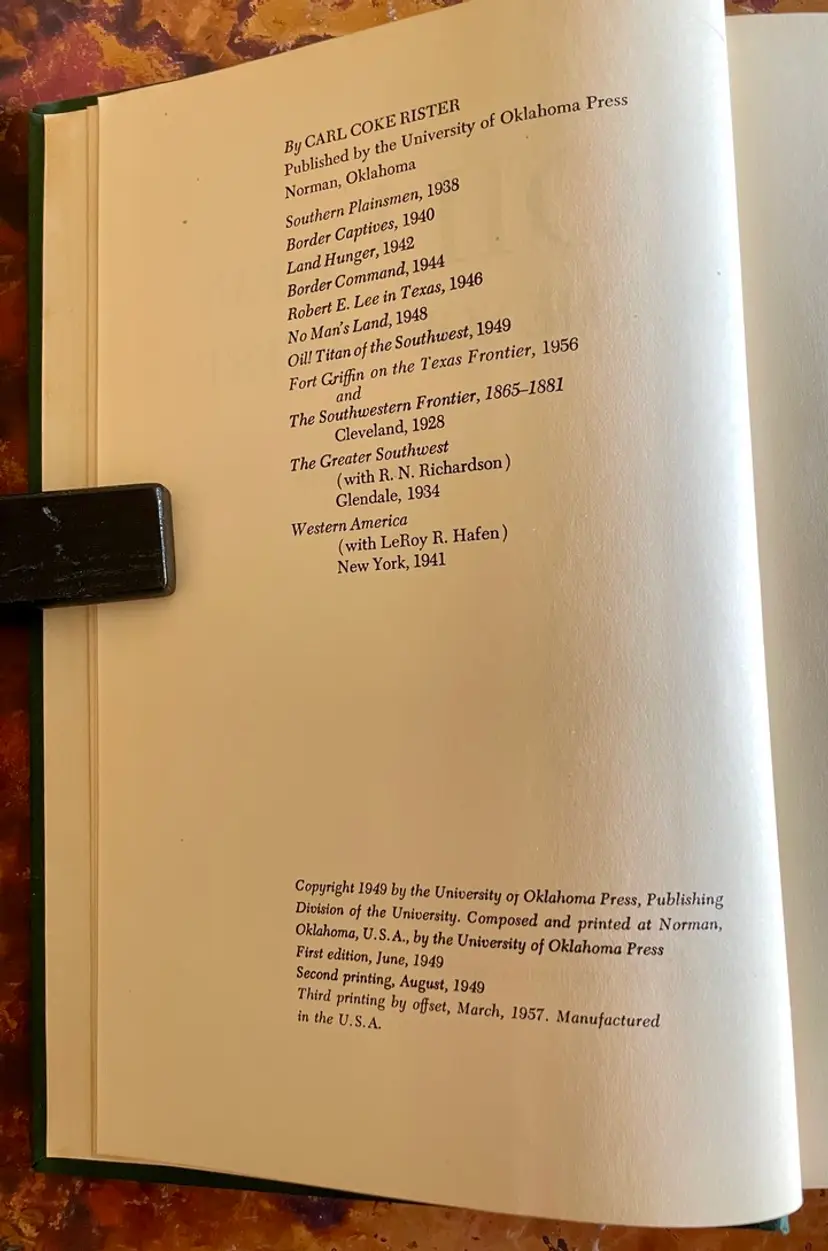 By CARL COKE RISTER
Published by the University of Oklahoma Press
Norman, Oklahoma
Southern Plainsmen, 1938
Border Captives, 1940
Land Hunger, 1942
Border Command, 1944
Robert E. Lee in Texas, 1946
No Man's Land, 1948
Oil! Titan of the Southwest, 1949
Fort Griffin on the Texas Frontier, 1956
and
The Southwestern Frontier, 1865–1881
Cleveland, 1928
The Greater Southwest
(with R. N. Richardson)
Glendale, 1934
Western America
(with LeRoy R. Hafen)
New York, 1941
Copyright 1949 by the University of Oklahoma Press, Publishing
Division of the University. Composed and printed at Norman,
Oklahoma, U.S.A., by the University of Oklahoma Press
First edition, June, 1949
Second printing, August, 1949
Third printing by offset, March, 1957. Manufactured
in the U.S.A.